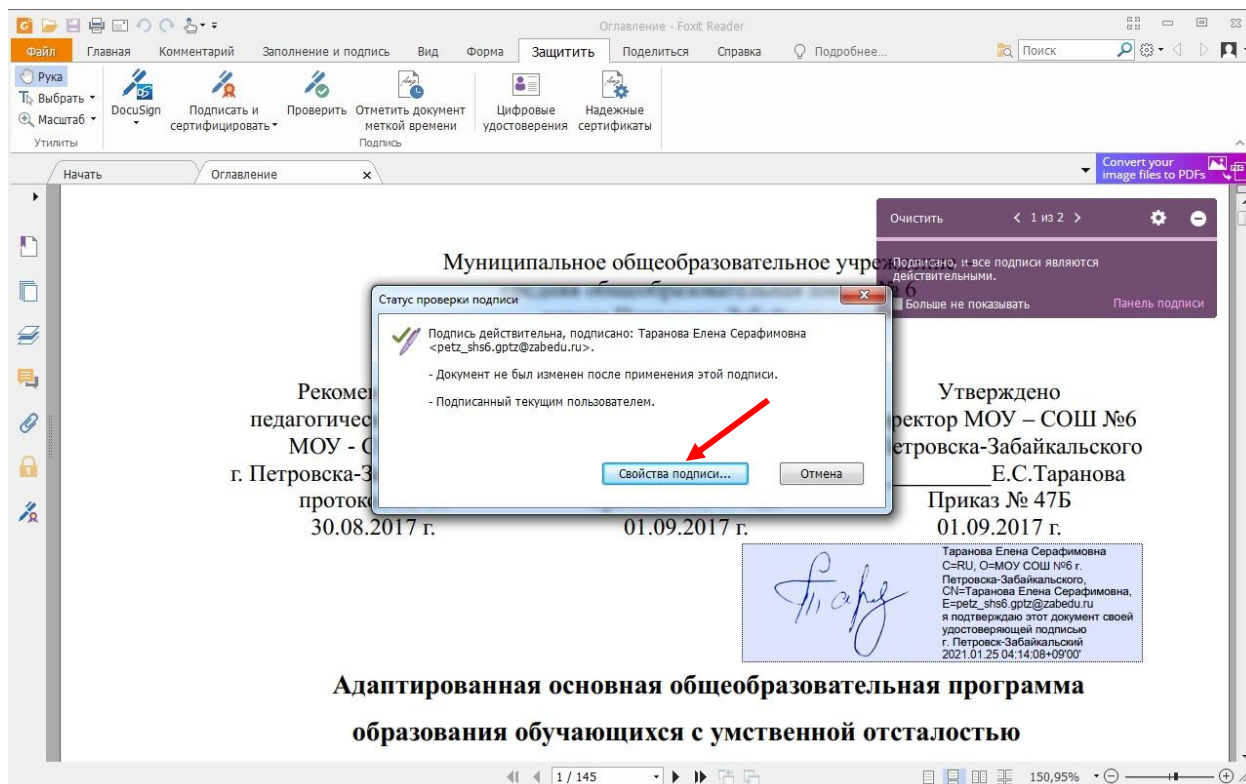 Оглавление - Foxit Reader
Файл Главная Комментарий Заполнение и подпись Вид Форма Защитить Поделиться Справка Подробнее... Поиск
Рука
Выбрать
Масштаб
Утилиты
DocuSign
Подписать и
сертифицировать
Проверить
Отметить документ
меткой времени
Подпись
Цифровые
удостоверения
Надежные
сертификаты
Начать
Оглавление x
Convert your
image files to PDFs
Очистить < 1 из 2 >
Подписано, и все подписи являются
действительными.
Больше не показывать Панель подписи
Муниципальное общеобразовательное
№ 6
Статус проверки подписи
Подпись действительна, подписано: Таранова Елена Серафимовна
<petz_shs6.gptz@zabedu.ru>.
- Документ не был изменен после применения этой подписи.
- Подписанный текущим пользователем.
Свойства подписи... Отмена
педагогичес
МОУ - С
г. Петровска-З
проток
30.08.2017 г.
01.09.2017 г.
Утверждено
ректор МОУ – СОШ №6
етровска-Забайкальского
Е.С.Таранова
Приказ № 47Б
01.09.2017 г.
Таранова Елена Серафимовна
C=RU, O=МОУ СОШ №6 г.
Петровска-Забайкальского,
CN=Таранова Елена Серафимовна,
E=petz_shs6.gptz@zabedu.ru
я подтверждаю этот документ своей
удостоверяющей подписью
г. Петровск-Забайкальский
2021.01.25 04:14:08+09'00'
Адаптированная основная общеобразовательная программа
образования обучающихся с умственной отсталостью
1 / 145
150,95%